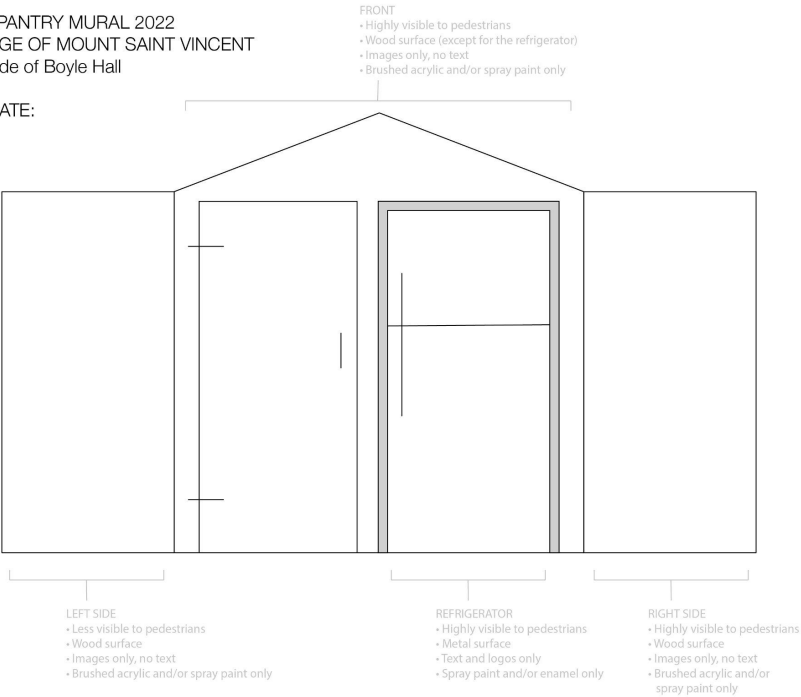 PANTRY MURAL 2022
GE OF MOUNT SAINT VINCENT
de of Boyle Hall
ATE:
FRONT
• Highly visible to pedestrians
• Wood surface (except for the refrigerator)
• Images only, no text
• Brushed acrylic and/or spray paint only
LEFT SIDE
• Less visible to pedestrians
• Wood surface
• Images only, no text
• Brushed acrylic and/or spray paint only
REFRIGERATOR
• Highly visible to pedestrians
• Metal surface
• Text and logos only
• Spray paint and/or enamel only
RIGHT SIDE
• Highly visible to pedestrians
• Wood surface
• Images only, no text
• Brushed acrylic and/or
spray paint only